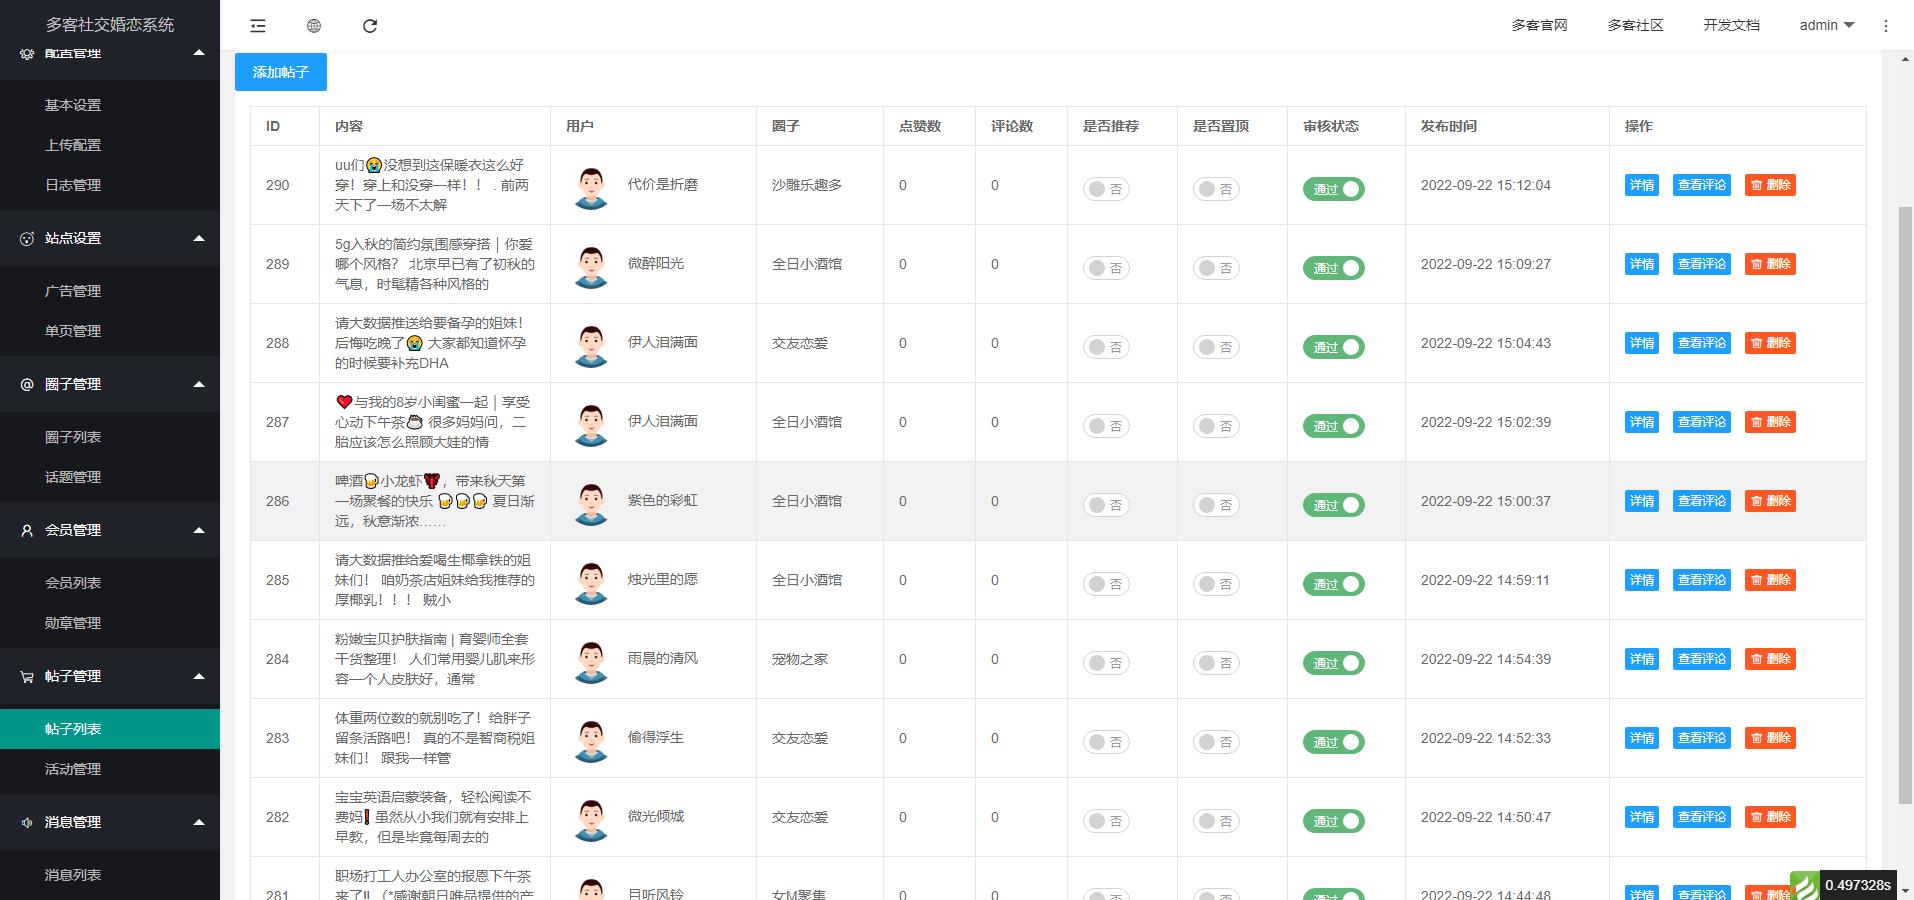 多客社交婚恋系统
多客官网 多客社区 开发文档 admin
配置管理
基本设置
上传配置
日志管理
站点设置
广告管理
单页管理
圈子管理
圈子列表
话题管理
会员管理
会员列表
勋章管理
帖子管理
帖子列表
活动管理
消息管理
消息列表
添加帖子
ID 内容 用户 圈子 点赞数 评论数 是否推荐 是否置顶 审核状态 发布时间 操作
uu们😭没想到这保暖衣这么好
290 穿！穿上和没穿一样！！ . 前两 代价是折磨 沙雕乐趣多 0 0 否 否 通过 2022-09-22 15:12:04 详情 查看评论 删除
天下了一场不太解
5g入秋的简约氛围感穿搭 | 你爱
289 哪个风格？ 北京早已有了初秋的 微醉阳光 全日小酒馆 0 0 否 否 通过 2022-09-22 15:09:27 详情 查看评论 删除
气息，时髦精各种风格的
请大数据推送给要备孕的姐妹！
288 后悔吃晚了😭 大家都知道怀孕 伊人泪满面 交友恋爱 0 0 否 否 通过 2022-09-22 15:04:43 详情 查看评论 删除
的时候要补充DHA
❤与我的8岁小闺蜜一起 | 享受
287 心动下午茶☕ 很多妈妈问，二 伊人泪满面 全日小酒馆 0 0 否 否 通过 2022-09-22 15:02:39 详情 查看评论 删除
胎应该怎么照顾大娃的情
啤酒🍺小龙虾🦞，带来秋天第
286 一场聚餐的快乐 🍺🍺🍺 夏日渐 紫色的彩虹 全日小酒馆 0 0 否 否 通过 2022-09-22 15:00:37 详情 查看评论 删除
远，秋意渐浓……
请大数据推给爱喝生椰拿铁的姐
285 妹们！ 咱奶茶店姐妹给我推荐的 烛光里的愿 全日小酒馆 0 0 否 否 通过 2022-09-22 14:59:11 详情 查看评论 删除
厚椰乳！！！ 贼小
粉嫩宝贝护肤指南 | 育婴师全套
284 干货整理！ 人们常用婴儿肌来形 雨晨的清风 宠物之家 0 0 否 否 通过 2022-09-22 14:54:39 详情 查看评论 删除
容一个人皮肤好，通常
体重两位数的就别吃了！给胖子
283 留条活路吧！ 真的不是智商税姐 偷得浮生 交友恋爱 0 0 否 否 通过 2022-09-22 14:52:33 详情 查看评论 删除
妹们！ 跟我一样管
宝宝英语启蒙装备，轻松阅读不
282 费妈❗虽然从小我们就有安排上 微光倾城 交友恋爱 0 0 否 否 通过 2022-09-22 14:50:47 详情 查看评论 删除
早教，但是毕竟每周去的
职场打工人办公室的报恩下午茶
281 来了!! （*感谢朝日唯品提供的产 且听风铃 女M聚集 0 0 否 否 通过 2022-09-22 14:44:48 详情 查看评论 删除
0.497328s